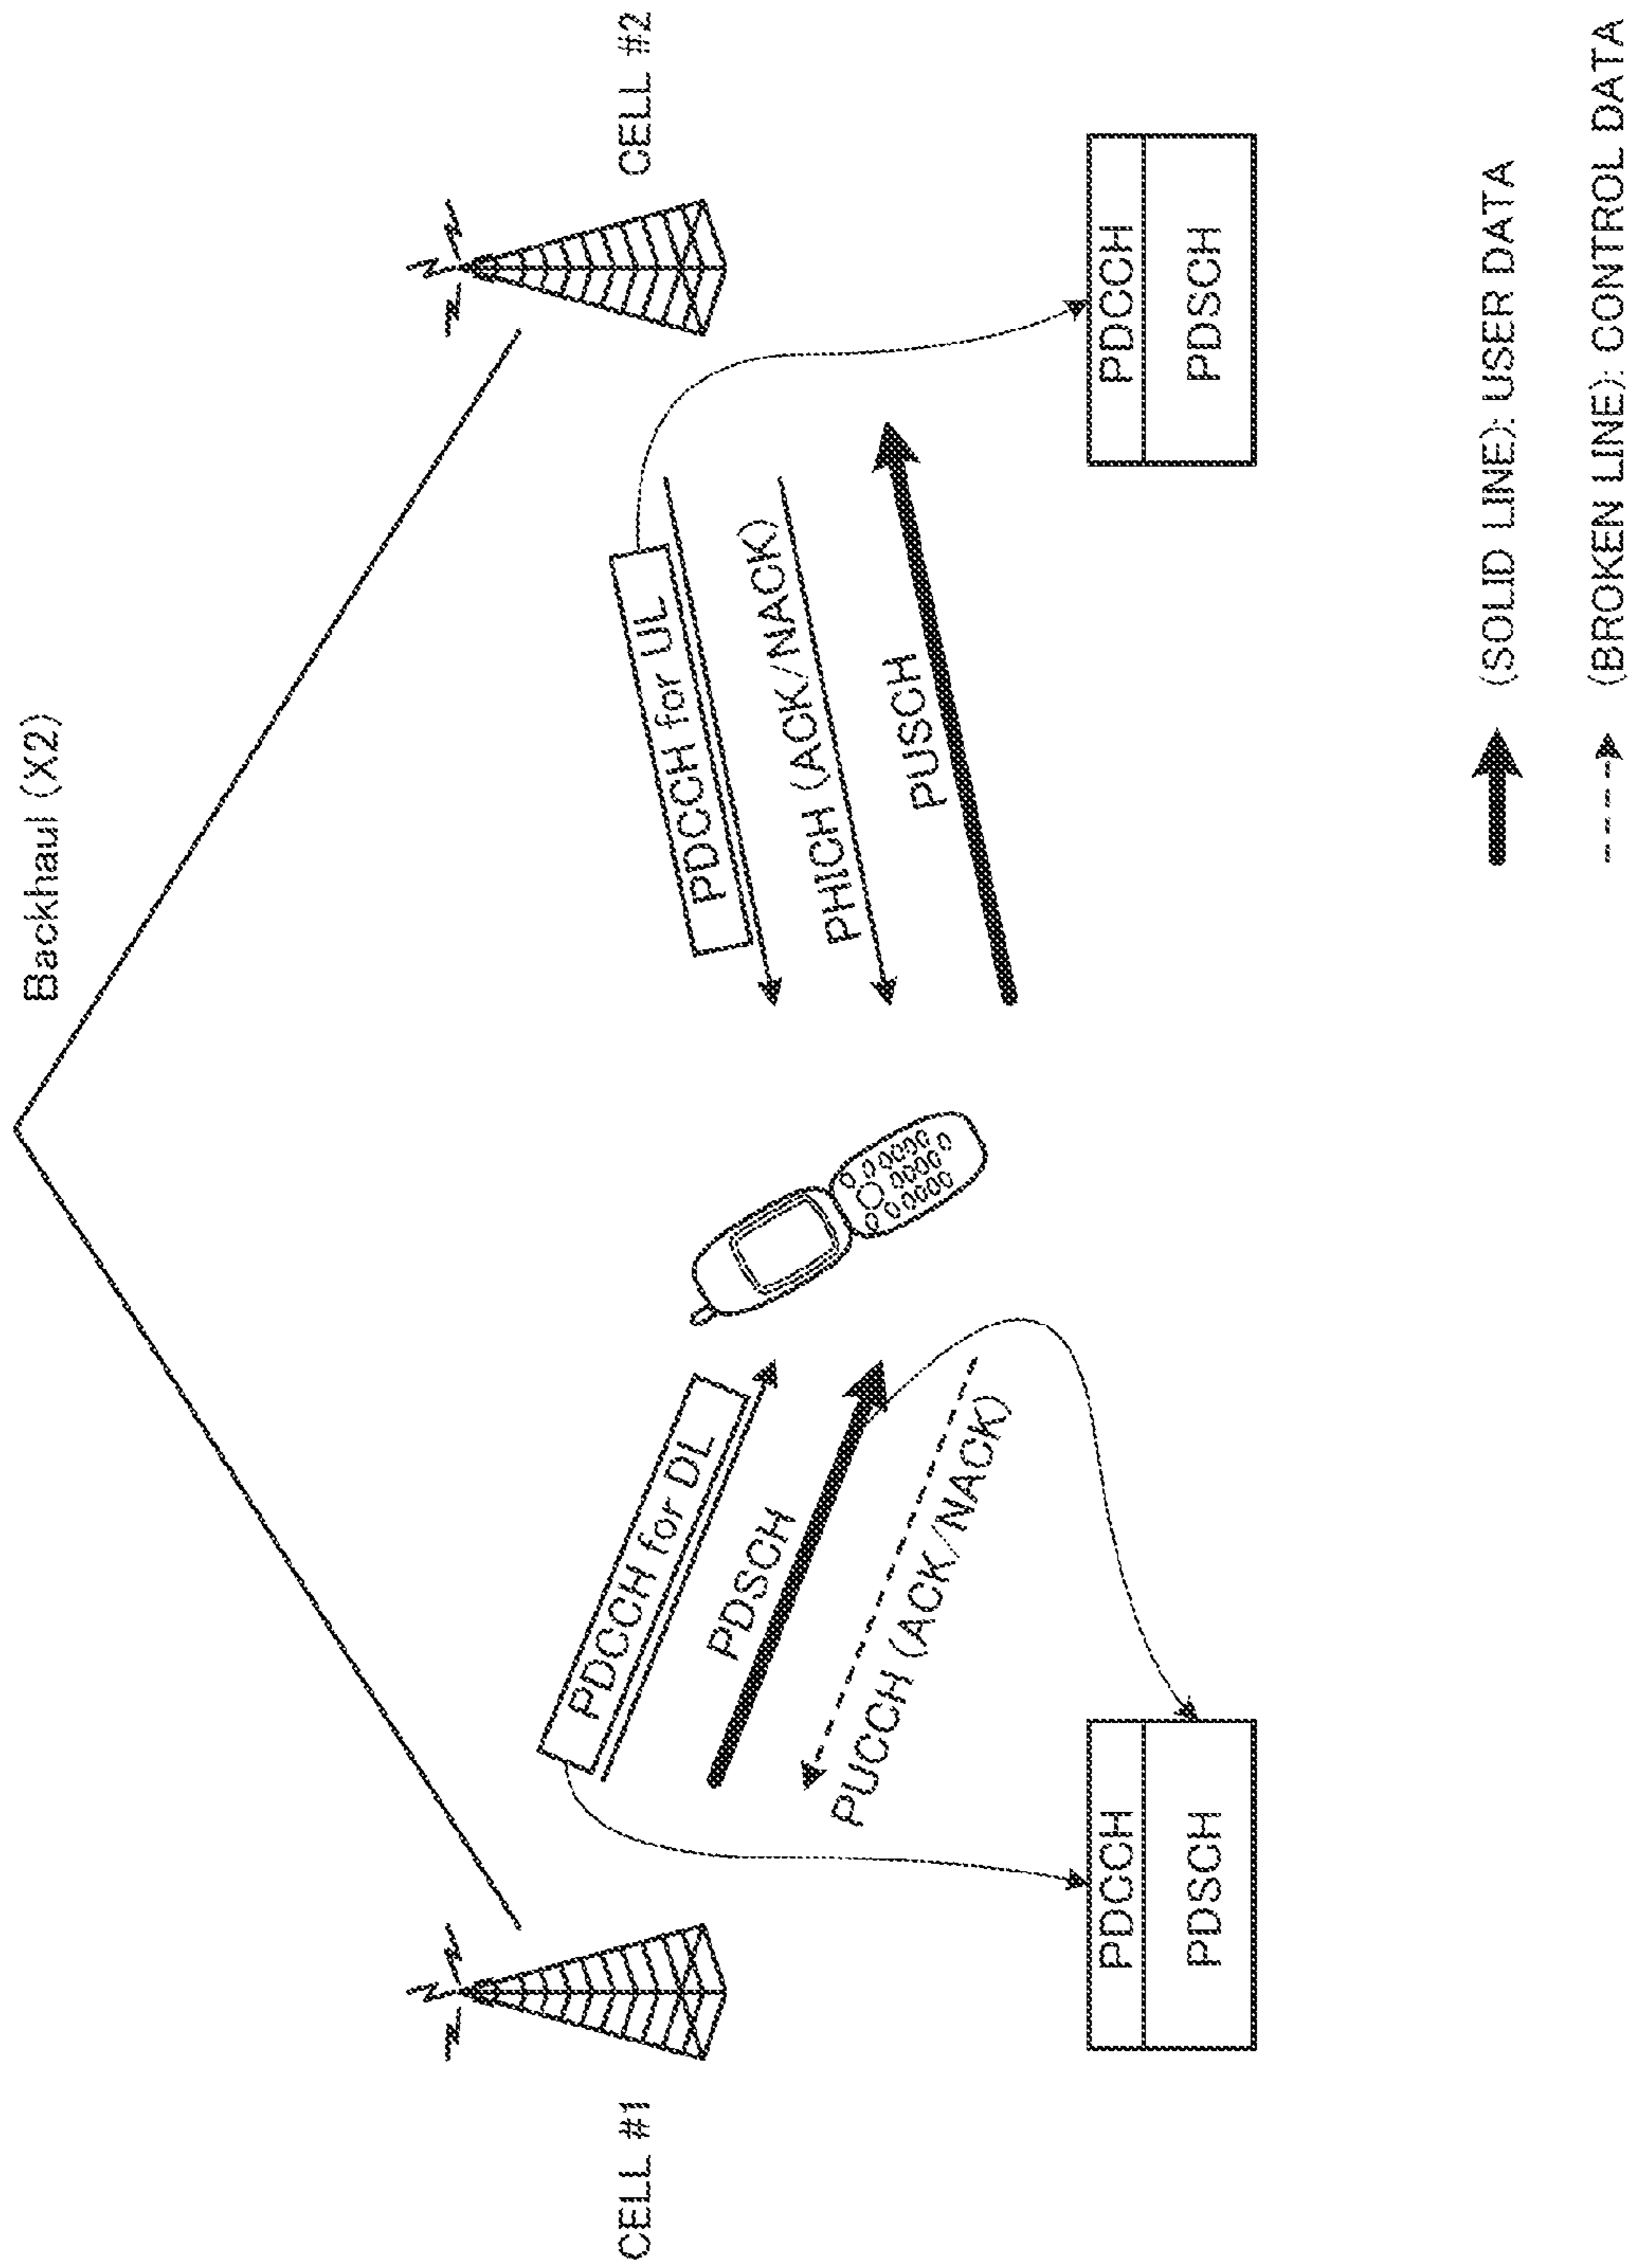 Backhaul (X2)
CELL #1
CELL #2
PDCCH for DL
PDSCH
PUCCH (ACK/NACK)
PDCCH for UL
PHICH (ACK/NACK)
PUSCH
PDCCH
PDSCH
PDCCH
PDSCH
(SOLID LINE): USER DATA
(BROKEN LINE): CONTROL DATA